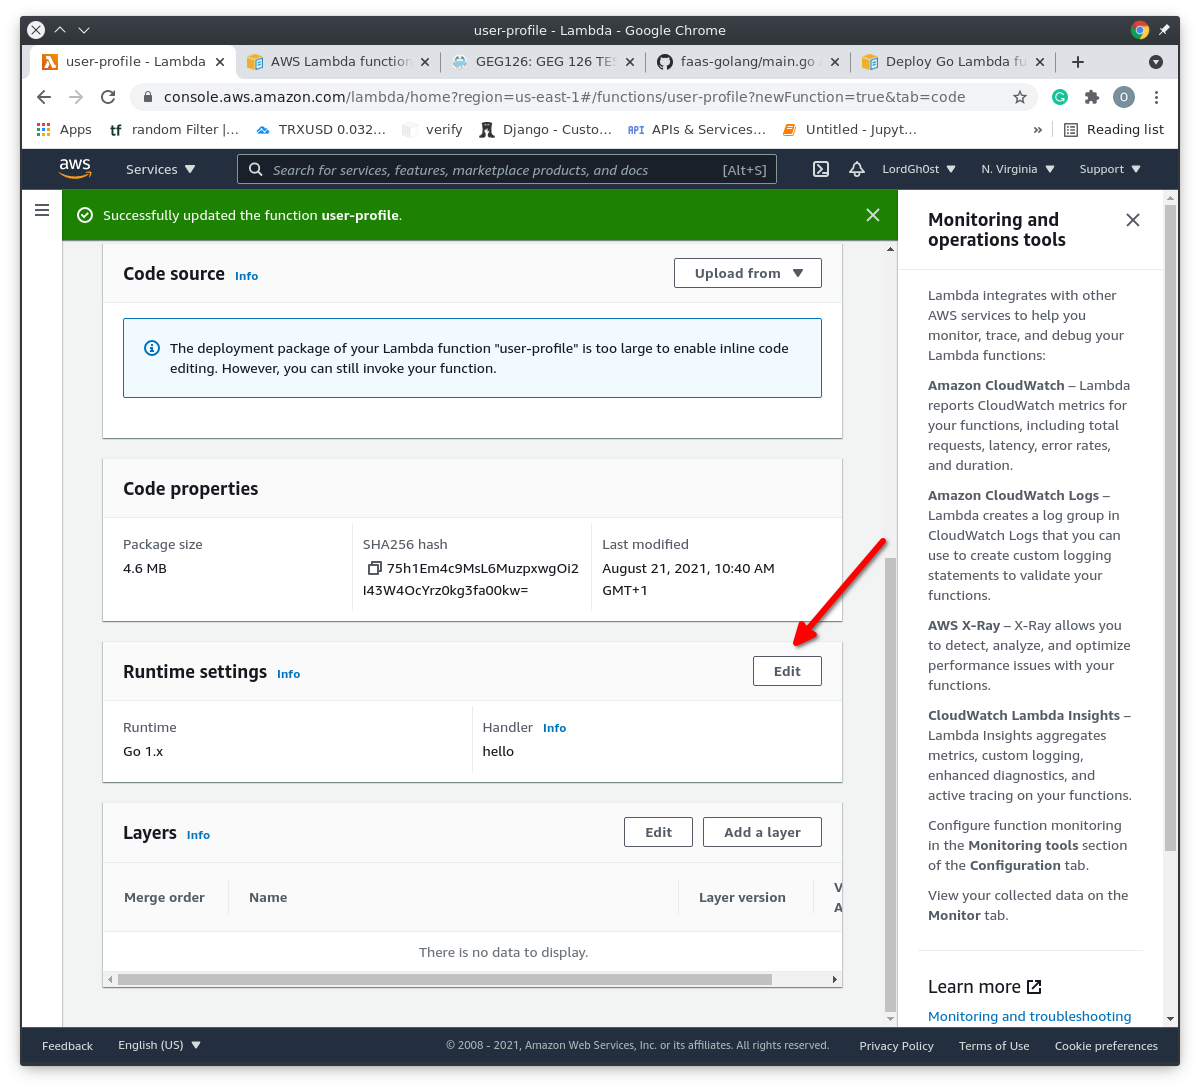 user-profile - Lambda - Google Chrome
user-profile - Lambda
AWS Lambda function
GEG126: GEG 126 TES
faas-golang/main.go
Deploy Go Lambda fu
console.aws.amazon.com/lambda/home?region=us-east-1#/functions/user-profile?newFunction=true&tab=code
O
Apps
tf random Filter |...
TRXUSD 0.032...
verify
Django - Custo...
API APIs & Services...
Untitled - Jupyt...
»
Reading list
aws
Services
Search for services, features, marketplace products, and docs
[Alt+S]
LordGh0st
N. Virginia
Support
Successfully updated the function user-profile.
Code source Info
Upload from
The deployment package of your Lambda function "user-profile" is too large to enable inline code
editing. However, you can still invoke your function.
Code properties
Package size
4.6 MB
SHA256 hash
75h1Em4c9MsL6MuzpxwgOi2
I43W4OcYrz0kg3fa00kw=
Last modified
August 21, 2021, 10:40 AM
GMT+1
Runtime settings Info
Edit
Runtime
Go 1.x
Handler Info
hello
Layers Info
Edit
Add a layer
Merge order
Name
Layer version
V
A
There is no data to display.
Monitoring and
operations tools
Lambda integrates with other
AWS services to help you
monitor, trace, and debug your
Lambda functions:
Amazon CloudWatch – Lambda
reports CloudWatch metrics for
your functions, including total
requests, latency, error rates,
and duration.
Amazon CloudWatch Logs –
Lambda creates a log group in
CloudWatch Logs that you can
use to create custom logging
statements to validate your
functions.
AWS X-Ray – X-Ray allows you
to detect, analyze, and optimize
performance issues with your
functions.
CloudWatch Lambda Insights –
Lambda Insights aggregates
metrics, custom logging,
enhanced diagnostics, and
active tracing on your functions.
Configure function monitoring
in the Monitoring tools section
of the Configuration tab.
View your collected data on the
Monitor tab.
Learn more
Monitoring and troubleshooting
Feedback
English (US)
© 2008 - 2021, Amazon Web Services, Inc. or its affiliates. All rights reserved.
Privacy Policy
Terms of Use
Cookie preferences